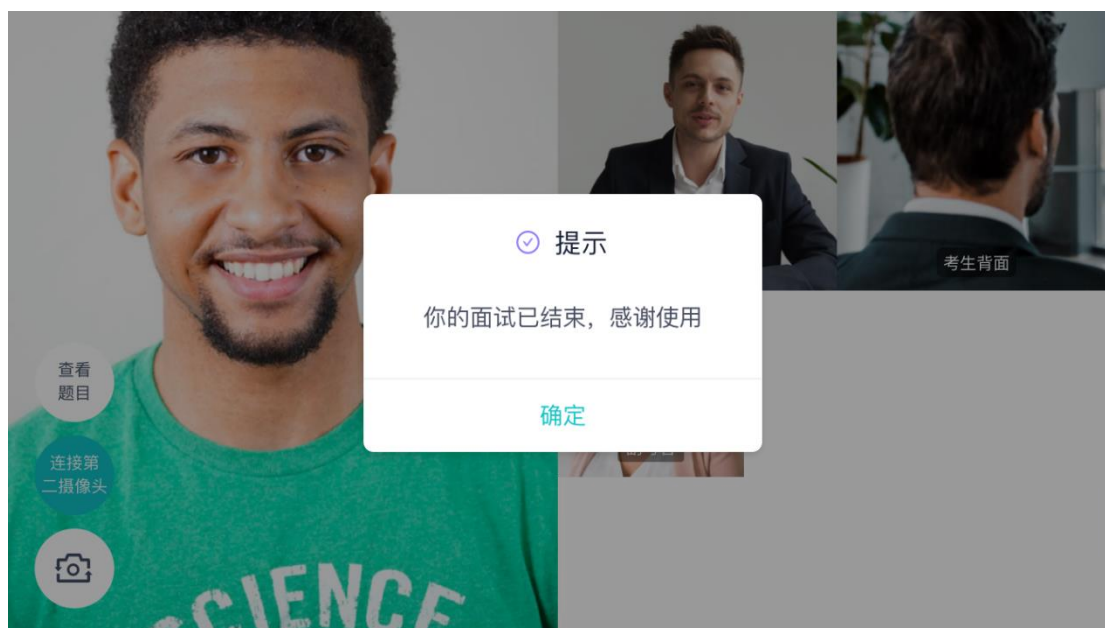 提示
考生背面
你的面试已结束，感谢使用
查看
题目
确定
连接第
二摄像头
SCIENCE